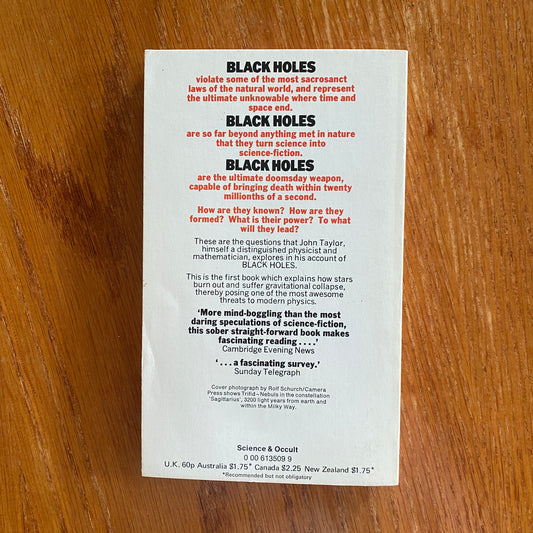 BLACK HOLES
violate some of the most sacrosanct
laws of the natural world, and represent
the ultimate unknowable where time and
space end.
BLACK HOLES
are so far beyond anything met in nature
that they turn science into
science-fiction.
BLACK HOLES
are the ultimate doomsday weapon,
capable of bringing death within twenty
millionths of a second.
How are they known? How are they
formed? What is their power? To what
will they lead?
These are the questions that John Taylor,
himself a distinguished physicist and
mathematician, explores in his account of
BLACK HOLES.
This is the first book which explains how stars
burn out and suffer gravitational collapse,
thereby posing one of the most awesome
threats to modern physics.
'More mind-boggling than the most
daring speculations of science-fiction,
this sober straight-forward book makes
fascinating reading . . . .'
Cambridge Evening News
'. . . a fascinating survey.'
Sunday Telegraph
Cover photograph by Rolf Schurch/Camera
Press shows Trifid-Nebuls in the constellation
'Sagittarius', 3200 light years from earth and
within the Milky Way.
Science & Occult
0 00 613509 9
U.K. 60p Australia $1.75* Canada $2.25 New Zealand $1.75*
*Recommended but not obligatory